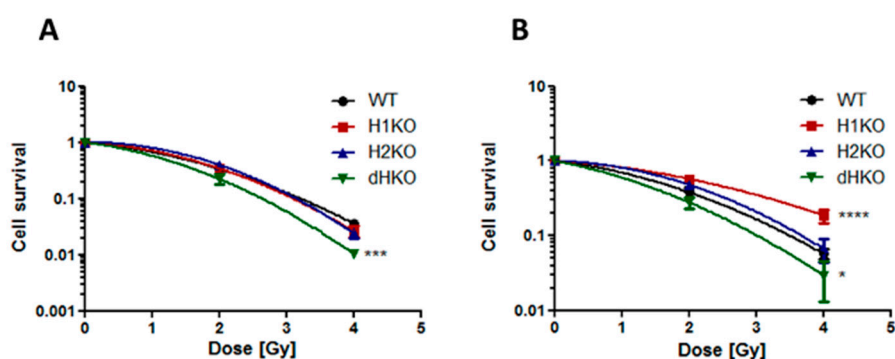 A
Cell survival
10
1
0.1
0.01
0.001
0
1
2
3
4
5
Dose [Gy]
WT
H1KO
H2KO
dHKO
***
B
Cell survival
10
1
0.1
0.01
0
1
2
3
4
5
Dose [Gy]
WT
H1KO
H2KO
dHKO
****
*